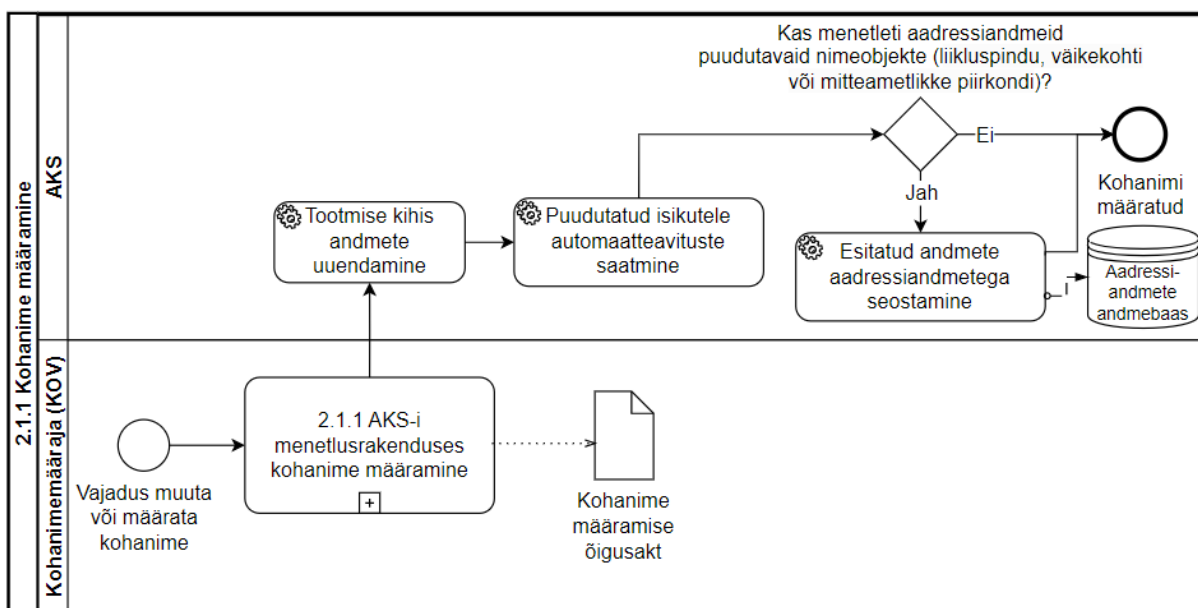 2.1.1 Kohanime määramine
AKS
Kas menetleti aadressiandmeid
puudutavaid nimeobjekte (liikluspindu, väikekohti
või mitteametlikke piirkondi)?
Ei
Jah
Kohanimi
määratud
Tootmise kihis
andmete
uuendamine
Puudutatud isikutele
automaatteavituste
saatmine
Esitatud andmete
aadressiandmetega
seostamine
Aadressi-
andmete
andmebaas
Kohanimemääraja (KOV)
Vajadus muuta
või määrata
kohanime
2.1.1 AKS-i
menetlusrakenduses
kohanime määramine
Kohanime
määramise
õigusakt